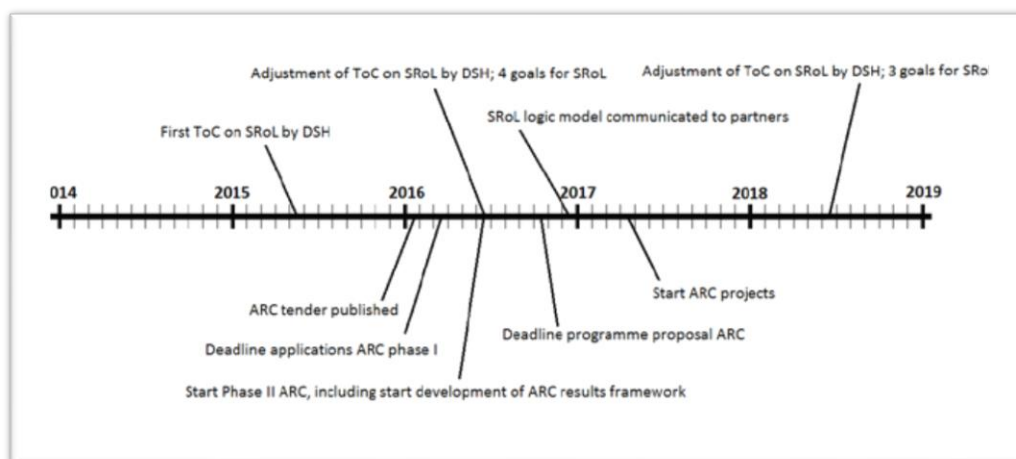 Adjustment of ToC on SRoL by DSH; 4 goals for SRoL
Adjustment of ToC on SRoL by DSH; 3 goals for SRo
SRoL logic model communicated to partners
First ToC on SRoL by DSH
014 2015 2016 2017 2018 2019
Start ARC projects
ARC tender published
Deadline programme proposal ARC
Deadline applications ARC phase I
Start Phase II ARC, including start development of ARC results framework